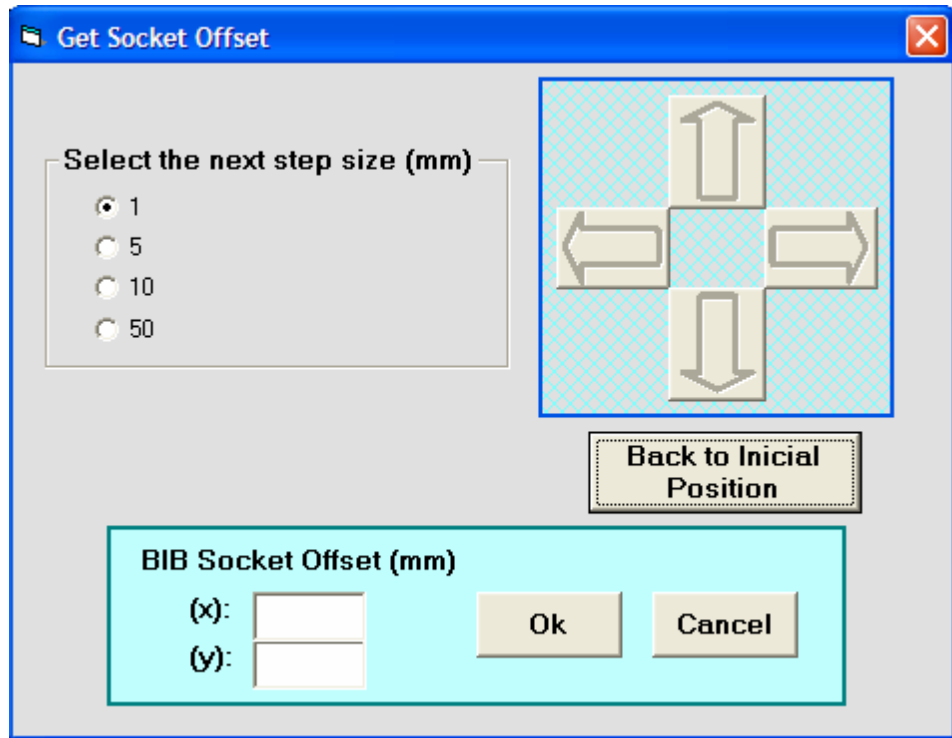 Get Socket Offset
Select the next step size (mm)
1
5
10
50
Back to Inicial
Position
BIB Socket Offset (mm)
(x):
(y):
Ok
Cancel